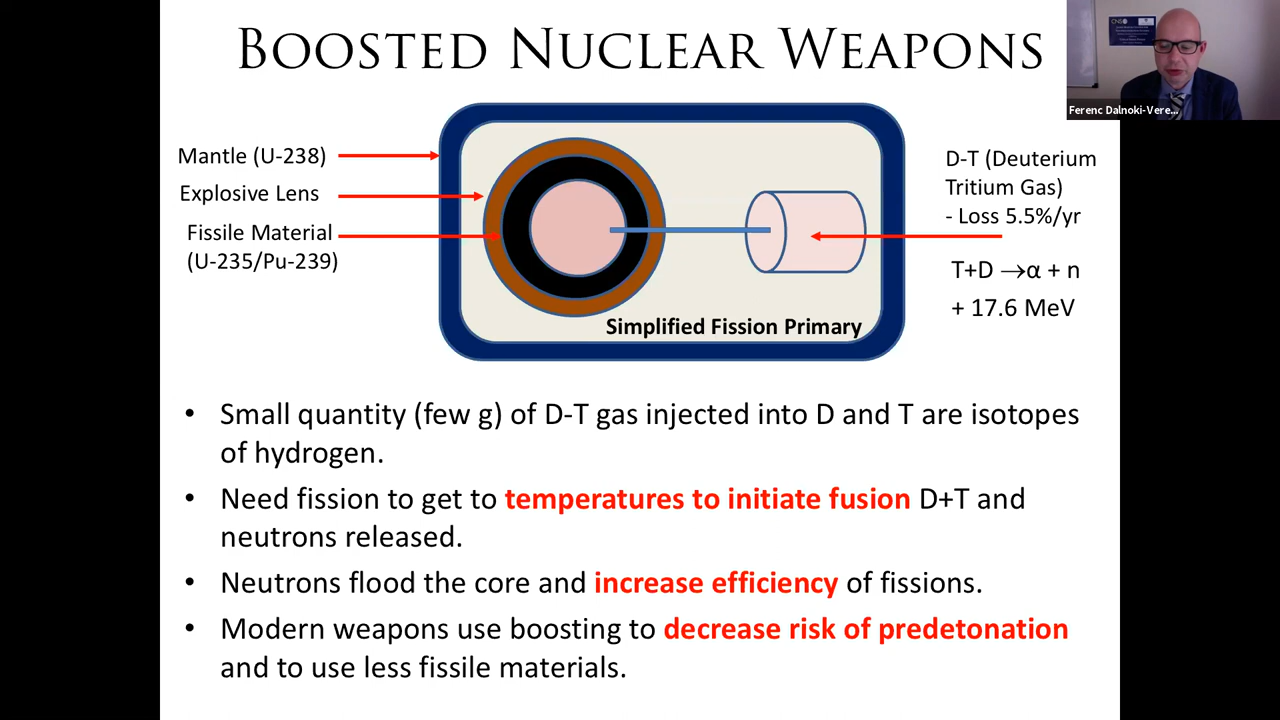 BOOSTED NUCLEAR WEAPONS
Ferenc Dalnoki-Vere...
CNS
Mantle (U-238)
Explosive Lens
Fissile Material
(U-235/Pu-239)
D-T (Deuterium
Tritium Gas)
- Loss 5.5%/yr
T+D →α + n
+ 17.6 MeV
Simplified Fission Primary
• Small quantity (few g) of D-T gas injected into D and T are isotopes
of hydrogen.
• Need fission to get to temperatures to initiate fusion D+T and
neutrons released.
• Neutrons flood the core and increase efficiency of fissions.
• Modern weapons use boosting to decrease risk of predetonation
and to use less fissile materials.